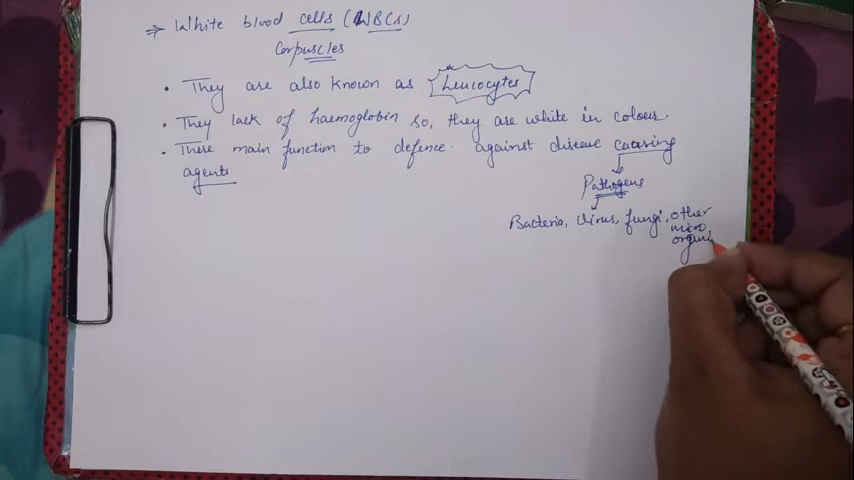 ⇒ White blood cells (WBCs)
Corpuscles
• They are also known as Leucocytes
• They lack of haemoglobin so, they are white in colour.
• There main function to defence against disease causing
agents
Pathogens
Bacteria, Virus, fungi, other
micro
organi